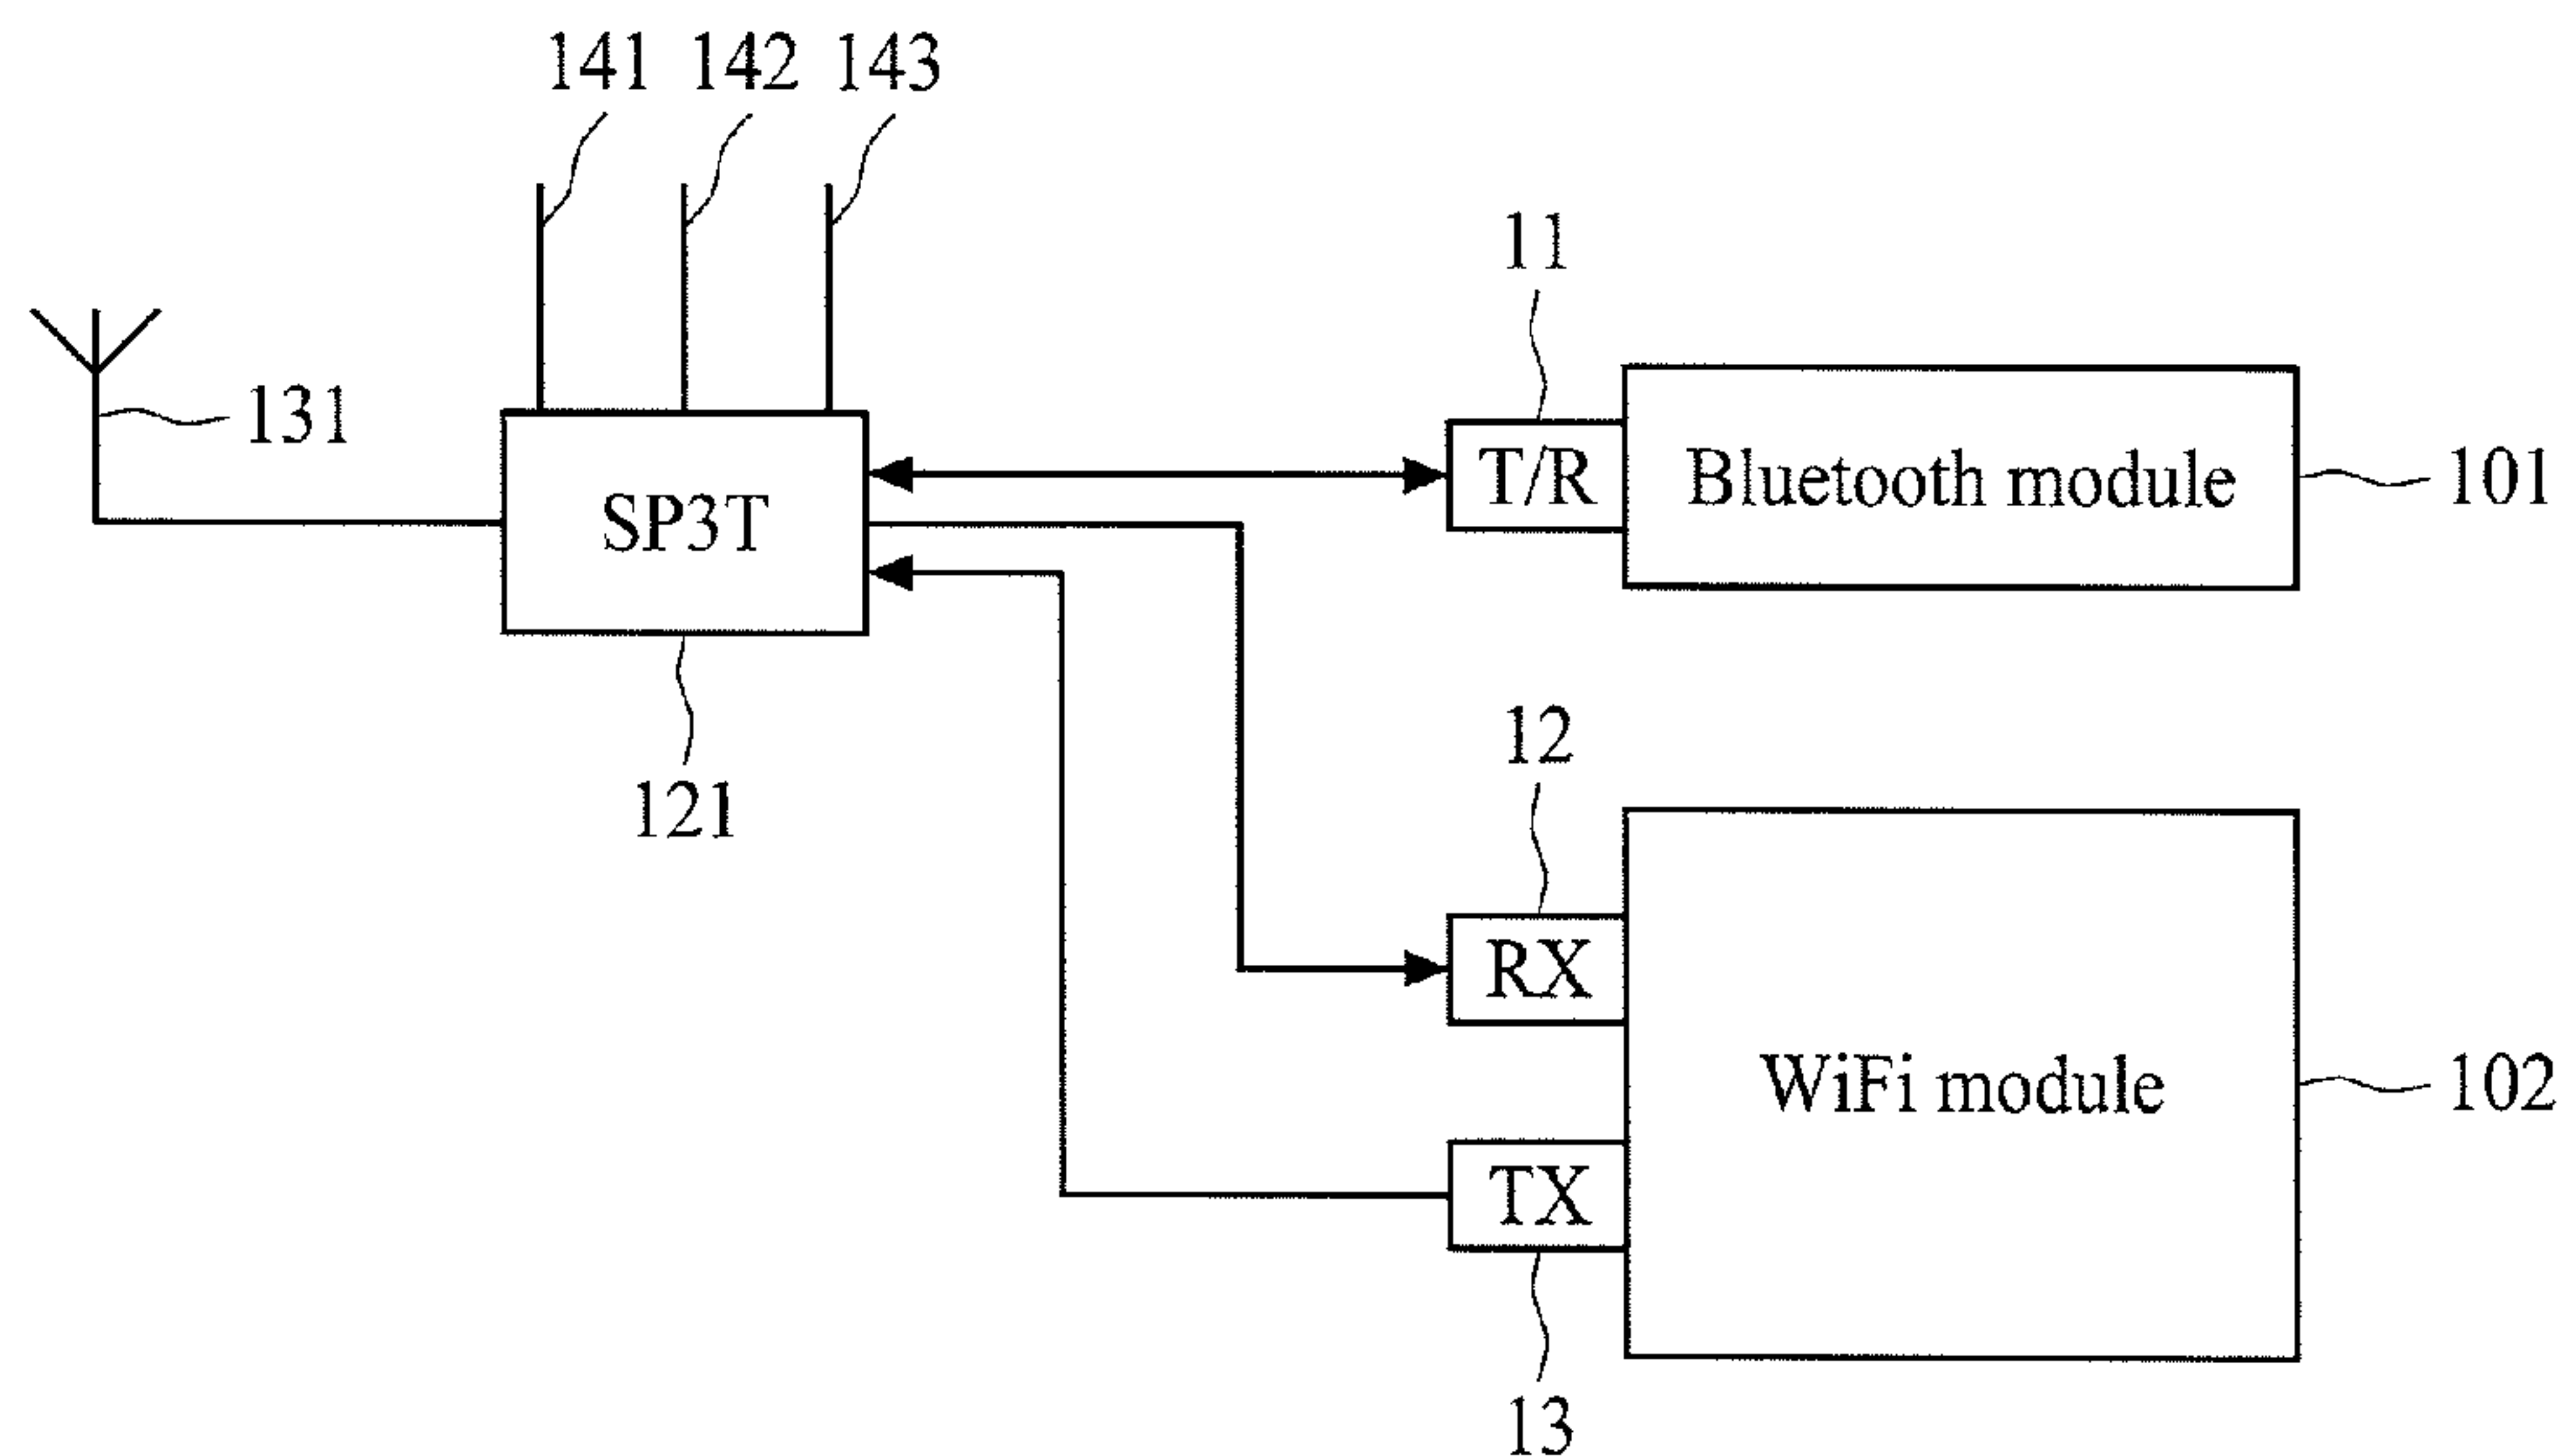 141 142 143
11
131
SP3T
T/R
Bluetooth module
101
121
12
RX
WiFi module
102
TX
13